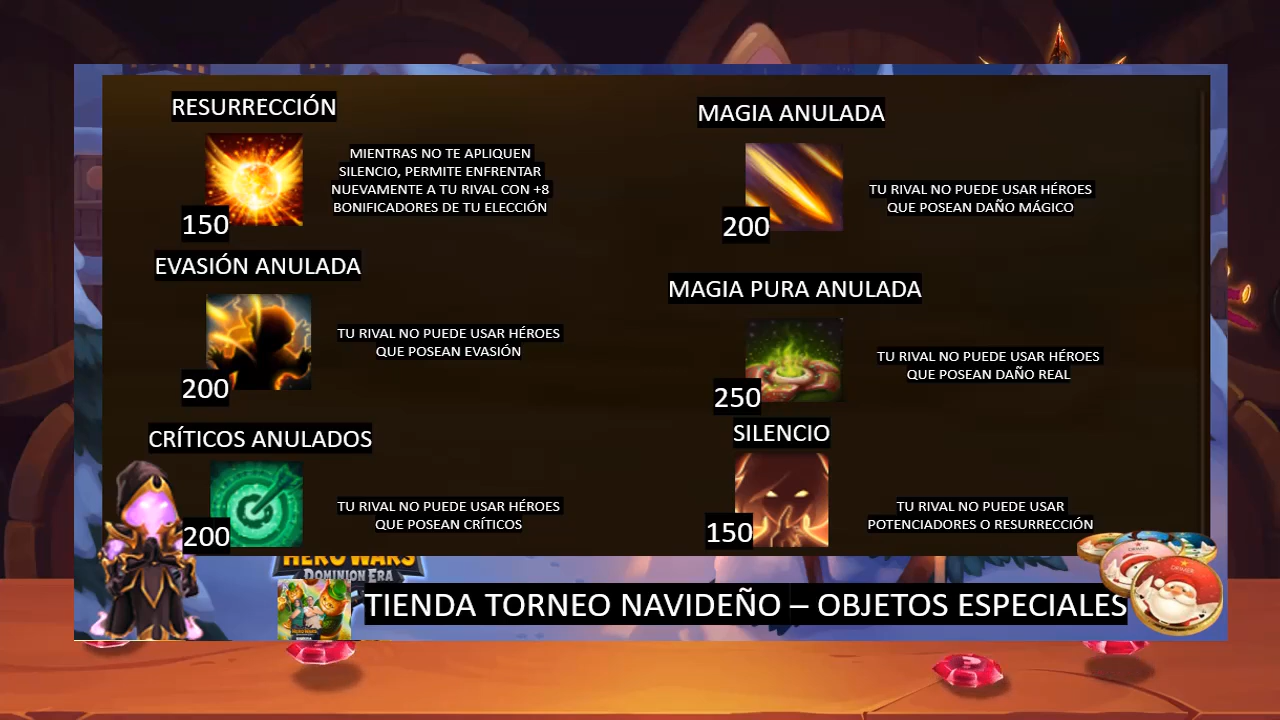 RESURRECCIÓN
MIENTRAS NO TE APLIQUEN
SILENCIO, PERMITE ENFRENTAR
NUEVAMENTE A TU RIVAL CON +8
BONIFICADORES DE TU ELECCIÓN
150
EVASIÓN ANULADA
TU RIVAL NO PUEDE USAR HÉROES
QUE POSEAN EVASIÓN
200
CRÍTICOS ANULADOS
TU RIVAL NO PUEDE USAR HÉROES
QUE POSEAN CRÍTICOS
200
MAGIA ANULADA
TU RIVAL NO PUEDE USAR HÉROES
QUE POSEAN DAÑO MÁGICO
200
MAGIA PURA ANULADA
TU RIVAL NO PUEDE USAR HÉROES
QUE POSEAN DAÑO REAL
250
SILENCIO
TU RIVAL NO PUEDE USAR
POTENCIADORES O RESURRECCIÓN
150
HERO WARS
DOMINION ERA
TIENDA TORNEO NAVIDEÑO – OBJETOS ESPECIALES